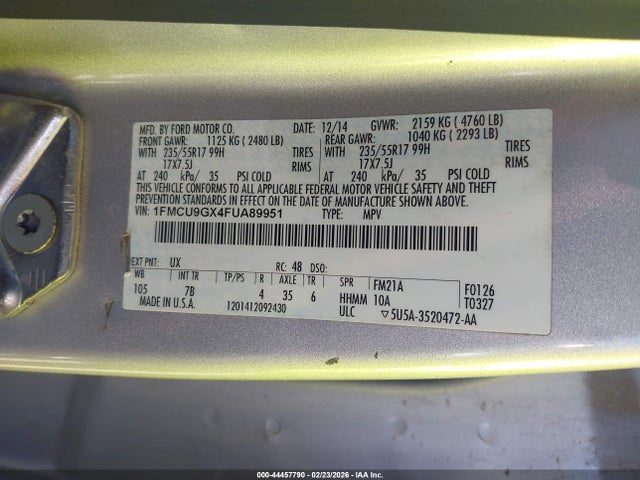 MFD. BY FORD MOTOR CO. DATE: 12/14 GVWR: 2159 KG ( 4760 LB)
FRONT GAWR: 1125 KG ( 2480 LB) REAR GAWR: 1040 KG ( 2293 LB)
WITH 235/55R17 99H TIRES WITH 235/55R17 99H TIRES
17X7.5J RIMS 17X7.5J RIMS
AT 240 kPa/ 35 PSI COLD AT 240 kPa/ 35 PSI COLD
THIS VEHICLE CONFORMS TO ALL APPLICABLE FEDERAL MOTOR VEHICLE SAFETY AND THEFT
PREVENTION STANDARDS IN EFFECT ON THE DATE OF MANUFACTURE SHOWN ABOVE.
VIN: 1FMCU9GX4FUA89951 TYPE: MPV
EXT PNT: UX RC: 48 DSO:
WB INT TR TP/PS R AXLE TR SPR FM21A F0126
105 7B 4 35 6 HHMM 10A T0327
MADE IN U.S.A. 1201412092430 ULC ▽5U5A-3520472-AA
000-44457790 - 02/23/2026 - IAA Inc.